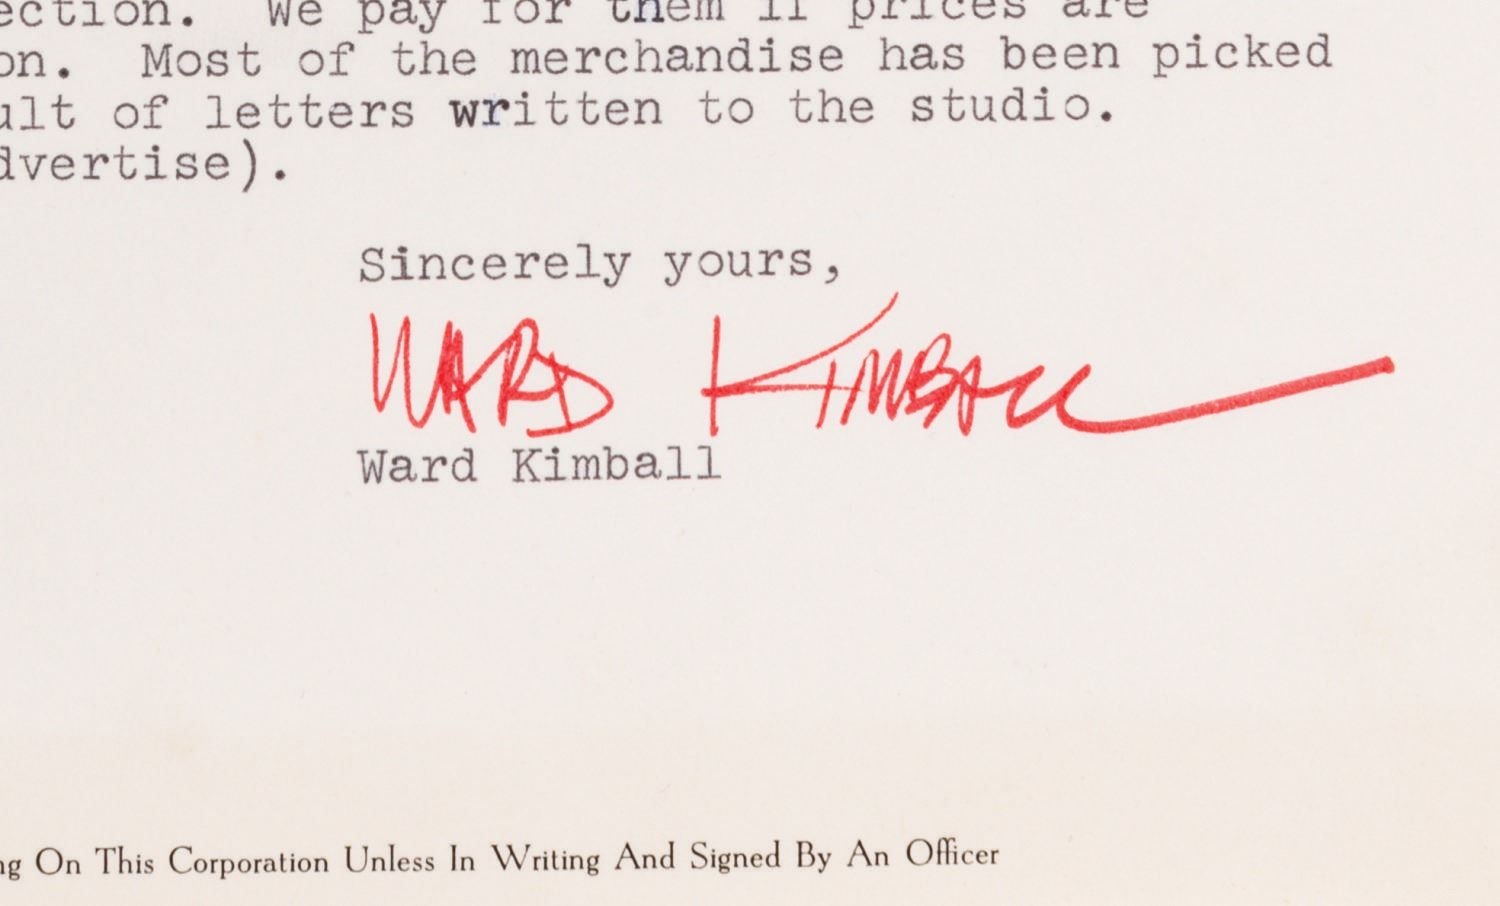 ection. We pay for them if prices are
on. Most of the merchandise has been picked
ult of letters written to the studio.
dvertise).
Sincerely yours,
WARD KIMBALL
Ward Kimball
ng On This Corporation Unless In Writing And Signed By An Officer